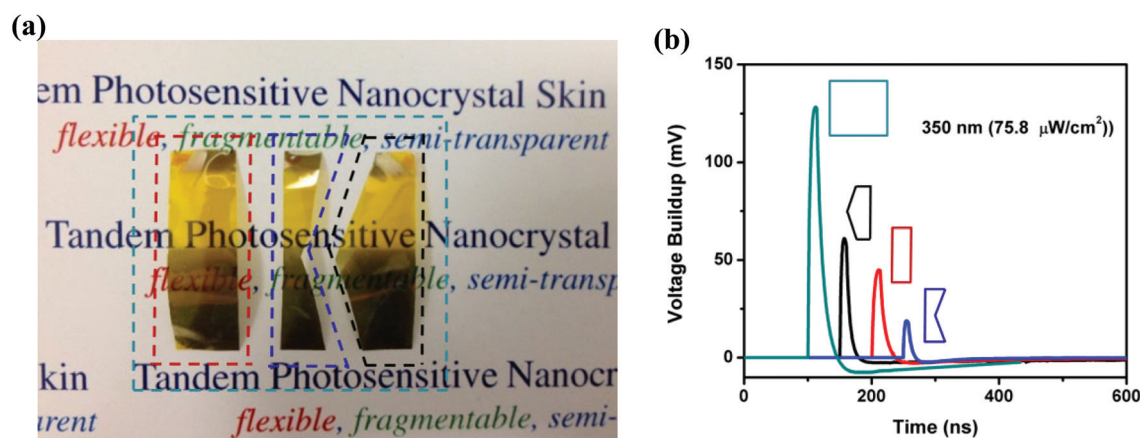 (a)
em Photosensitive Nanocrystal Skin
flexible, fragmentable, semi-transparent
Tandem Photosensitive Nanocrystal
flexible, fragmentable, semi-transp
kin Tandem Photosensitive Nanocr
arent flexible, fragmentable, semi-
(b)
150
100
50
0
Voltage Buildup (mV)
350 nm (75.8 μW/cm²))
0 200 400 600
Time (ns)